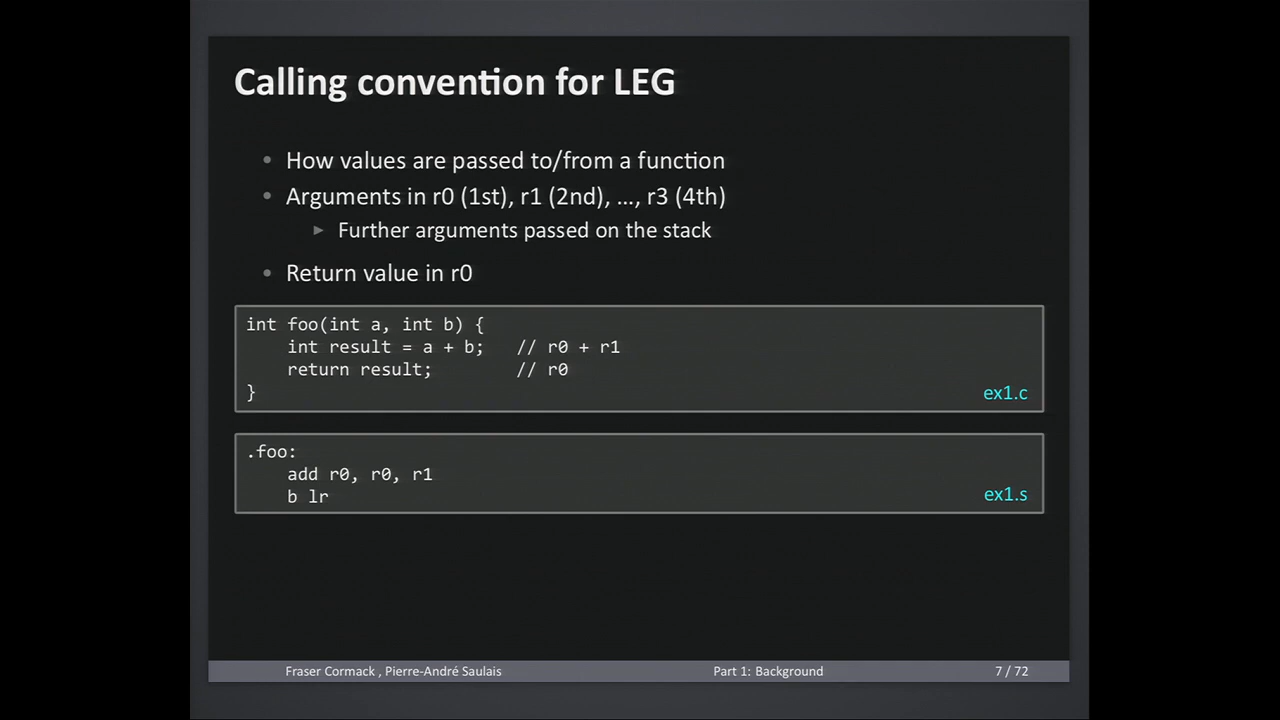 Calling convention for LEG
• How values are passed to/from a function
• Arguments in r0 (1st), r1 (2nd), ..., r3 (4th)
▶ Further arguments passed on the stack
• Return value in r0
int foo(int a, int b) {
    int result = a + b;   // r0 + r1
    return result;        // r0
}
ex1.c
.foo:
    add r0, r0, r1
    b lr
ex1.s
Fraser Cormack , Pierre-André Saulais
Part 1: Background
7 / 72